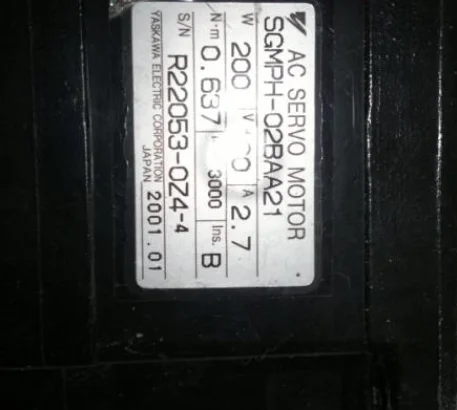 AC SERVO MOTOR
SGMPH-02BAA21
W 200 V A 2.7
N·m 0.637 3000 Ins. B
S/N R22053-0Z4-4
YASKAWA ELECTRIC CORPORATION 2001.01
JAPAN